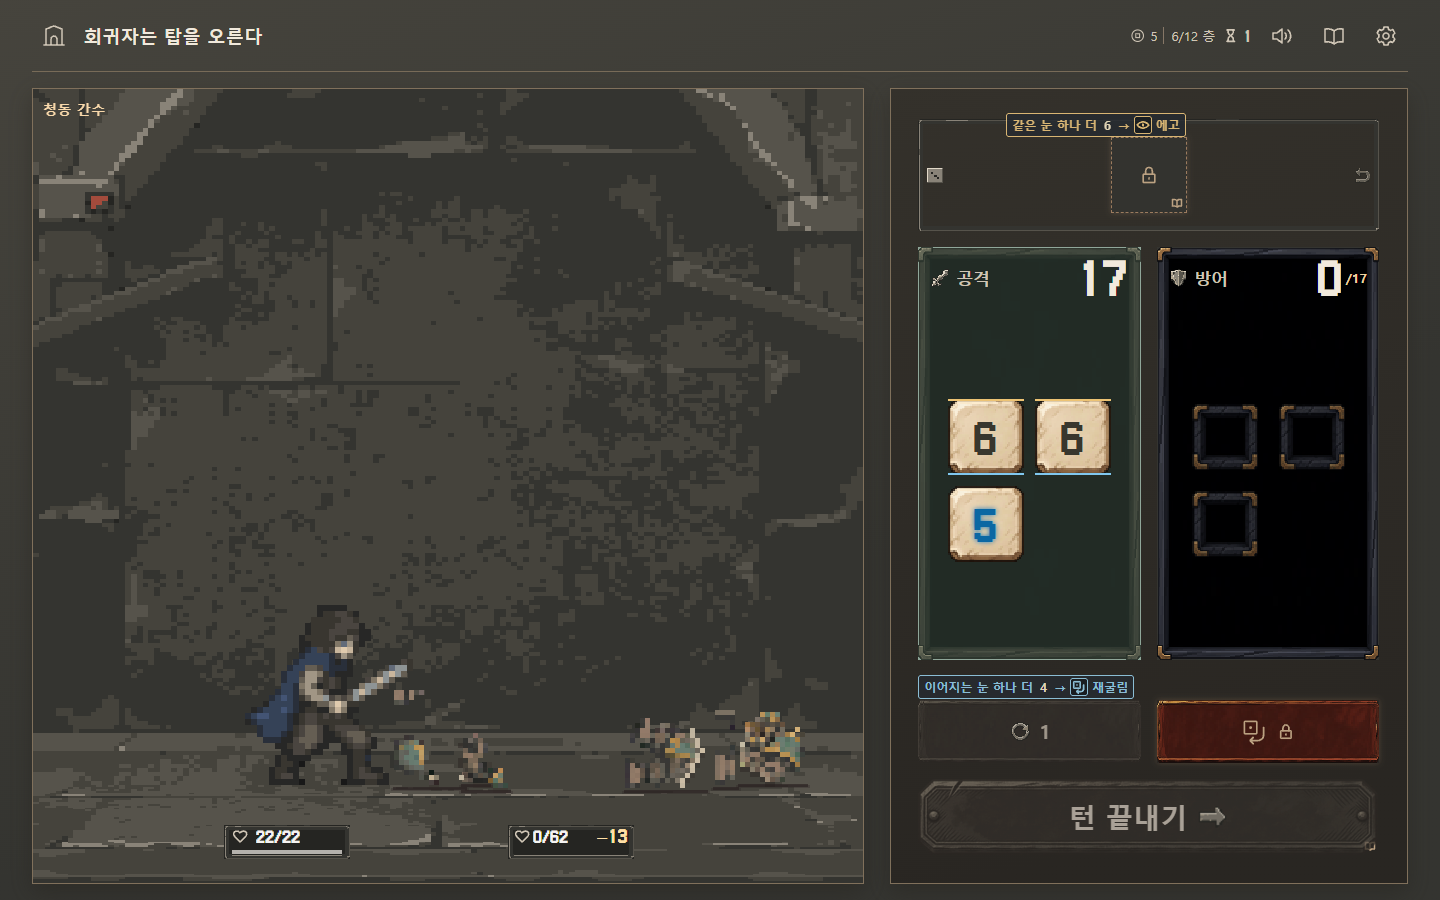 회귀자는 탑을 오른다
5 6/12 층 1
청동 간수
같은 눈 하나 더 6 → 예고
공격 17
방어 0/17
6 6
5
이어지는 눈 하나 더 4 → 재굴림
1
턴 끝내기
22/22
0/62 −13